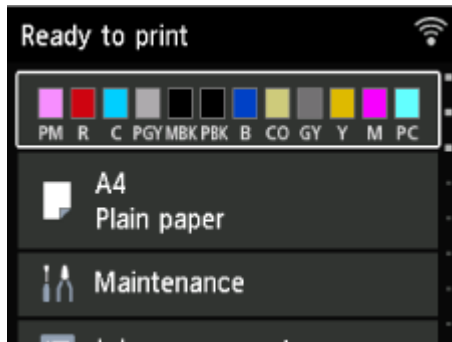 Ready to print
PM R C PGY MBK PBK B CO GY Y M PC
A4
Plain paper
Maintenance